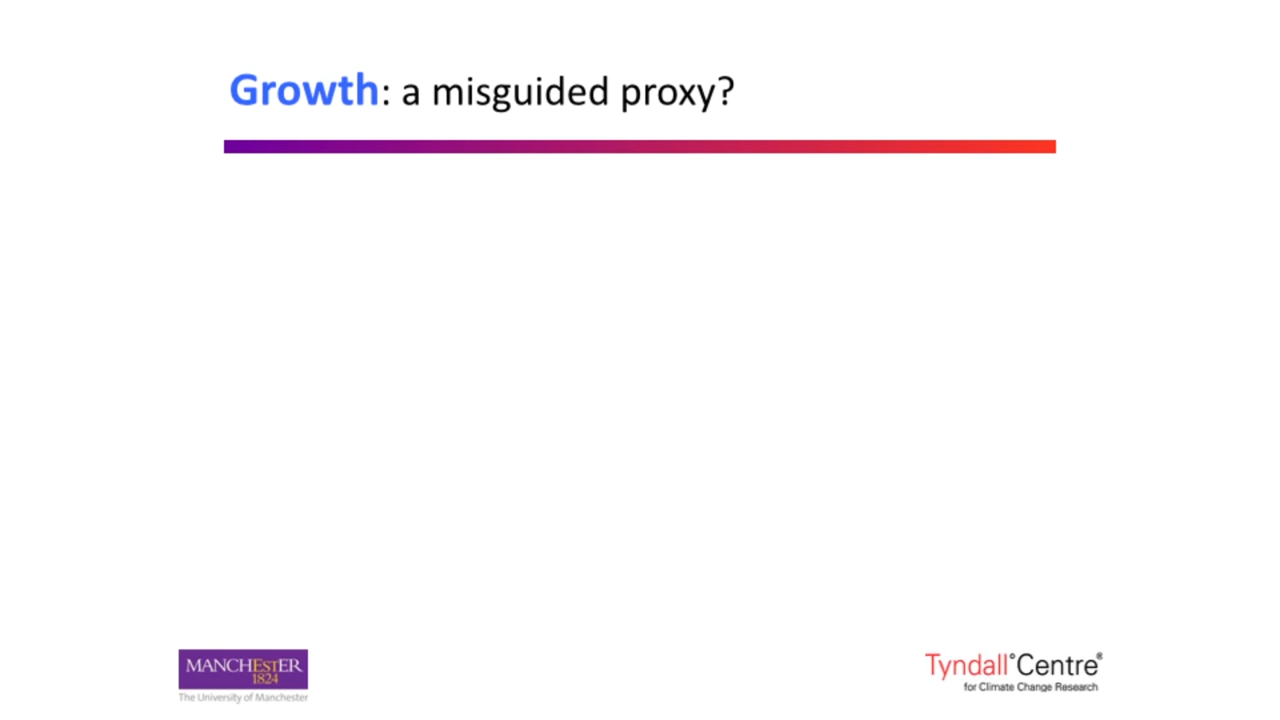 Growth: a misguided proxy?
MANCHESTER
1824
The University of Manchester
Tyndall°Centre®
for Climate Change Research